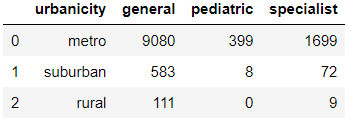 urbanicity general pediatric specialist
0 metro 9080 399 1699
1 suburban 583 8 72
2 rural 111 0 9